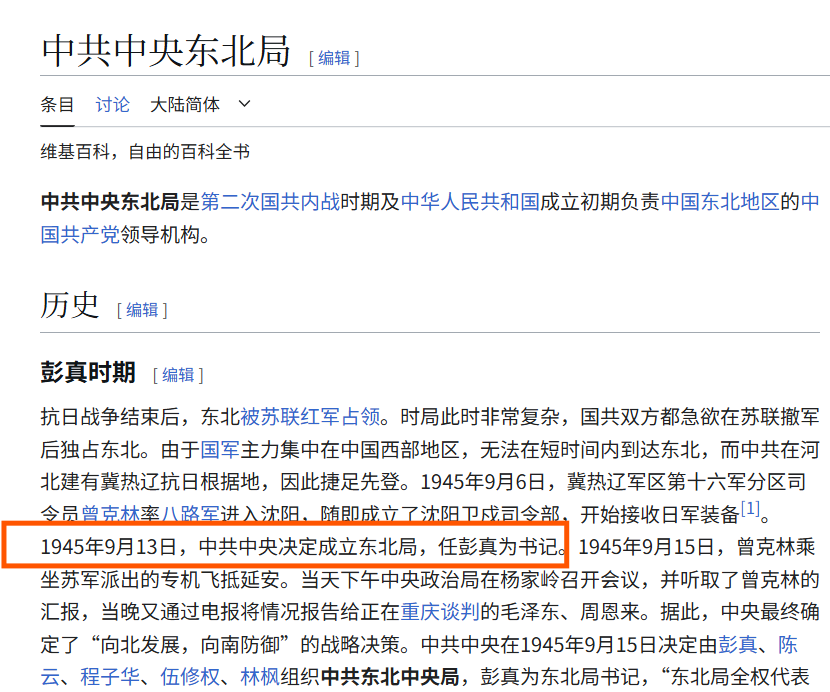 中共中央东北局 [ 编辑 ]
条目 讨论 大陆简体
维基百科，自由的百科全书
中共中央东北局是第二次国共内战时期及中华人民共和国成立初期负责中国东北地区的中
国共产党领导机构。
历史 [ 编辑 ]
彭真时期 [ 编辑 ]
抗日战争结束后，东北被苏联红军占领。时局此时非常复杂，国共双方都急欲在苏联撤军
后独占东北。由于国军主力集中在中国西部地区，无法在短时间内到达东北，而中共在河
北建有冀热辽抗日根据地，因此捷足先登。1945年9月6日，冀热辽军区第十六军分区司
令员曾克林率八路军进入沈阳，随即成立了沈阳卫戍司令部，开始接收日军装备[1]。
1945年9月13日，中共中央决定成立东北局，任彭真为书记。1945年9月15日，曾克林乘
坐苏军派出的专机飞抵延安。当天下午中央政治局在杨家岭召开会议，并听取了曾克林的
汇报，当晚又通过电报将情况报告给正在重庆谈判的毛泽东、周恩来。据此，中央最终确
定了“向北发展，向南防御”的战略决策。中共中央在1945年9月15日决定由彭真、陈
云、程子华、伍修权、林枫组织中共东北中央局，彭真为东北局书记，“东北局全权代表